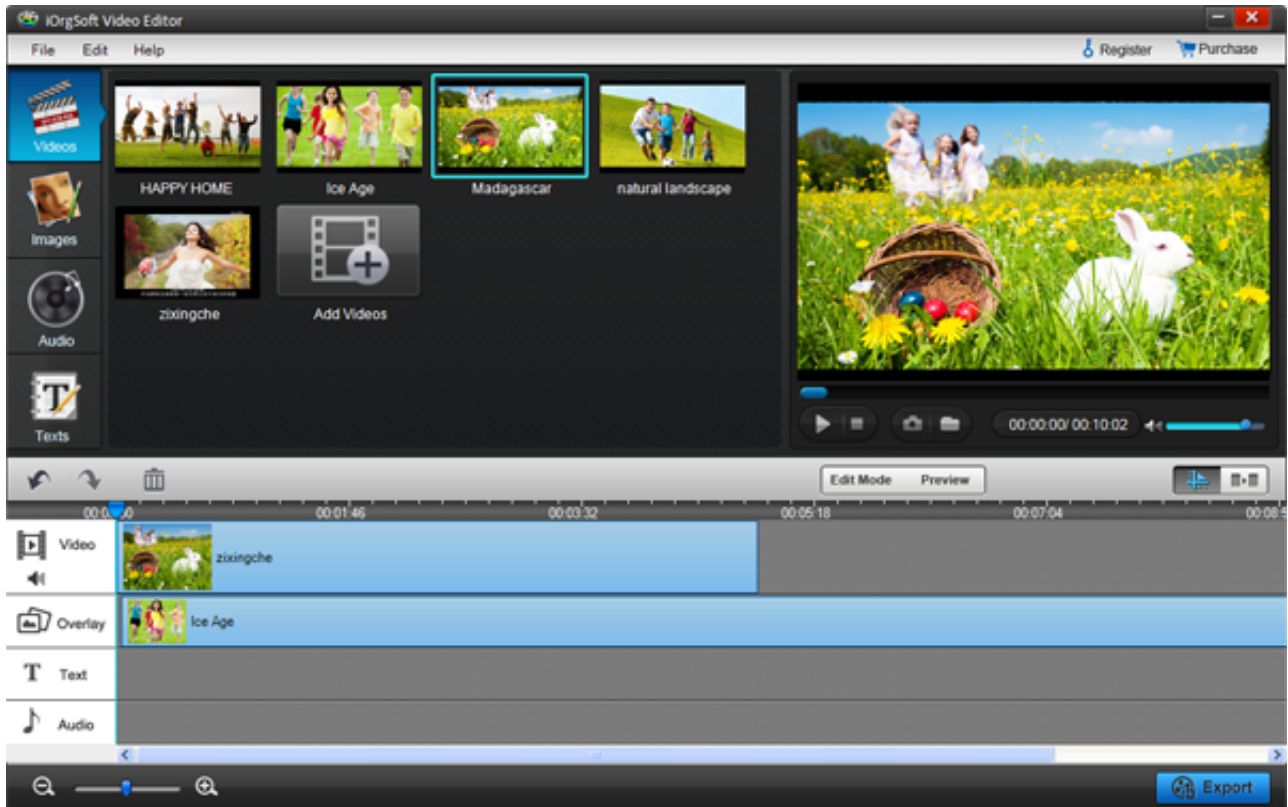 iOrgSoft Video Editor
File Edit Help
Register Purchase
Videos
Images
Audio
Texts
HAPPY HOME Ice Age Madagascar natural landscape
zixingche Add Videos
00:00:00/ 00:10:02
Edit Mode Preview
00:01:46 00:03:32 00:05:18 00:07:04
Video zixingche
Overlay Ice Age
T Text
Audio
Export